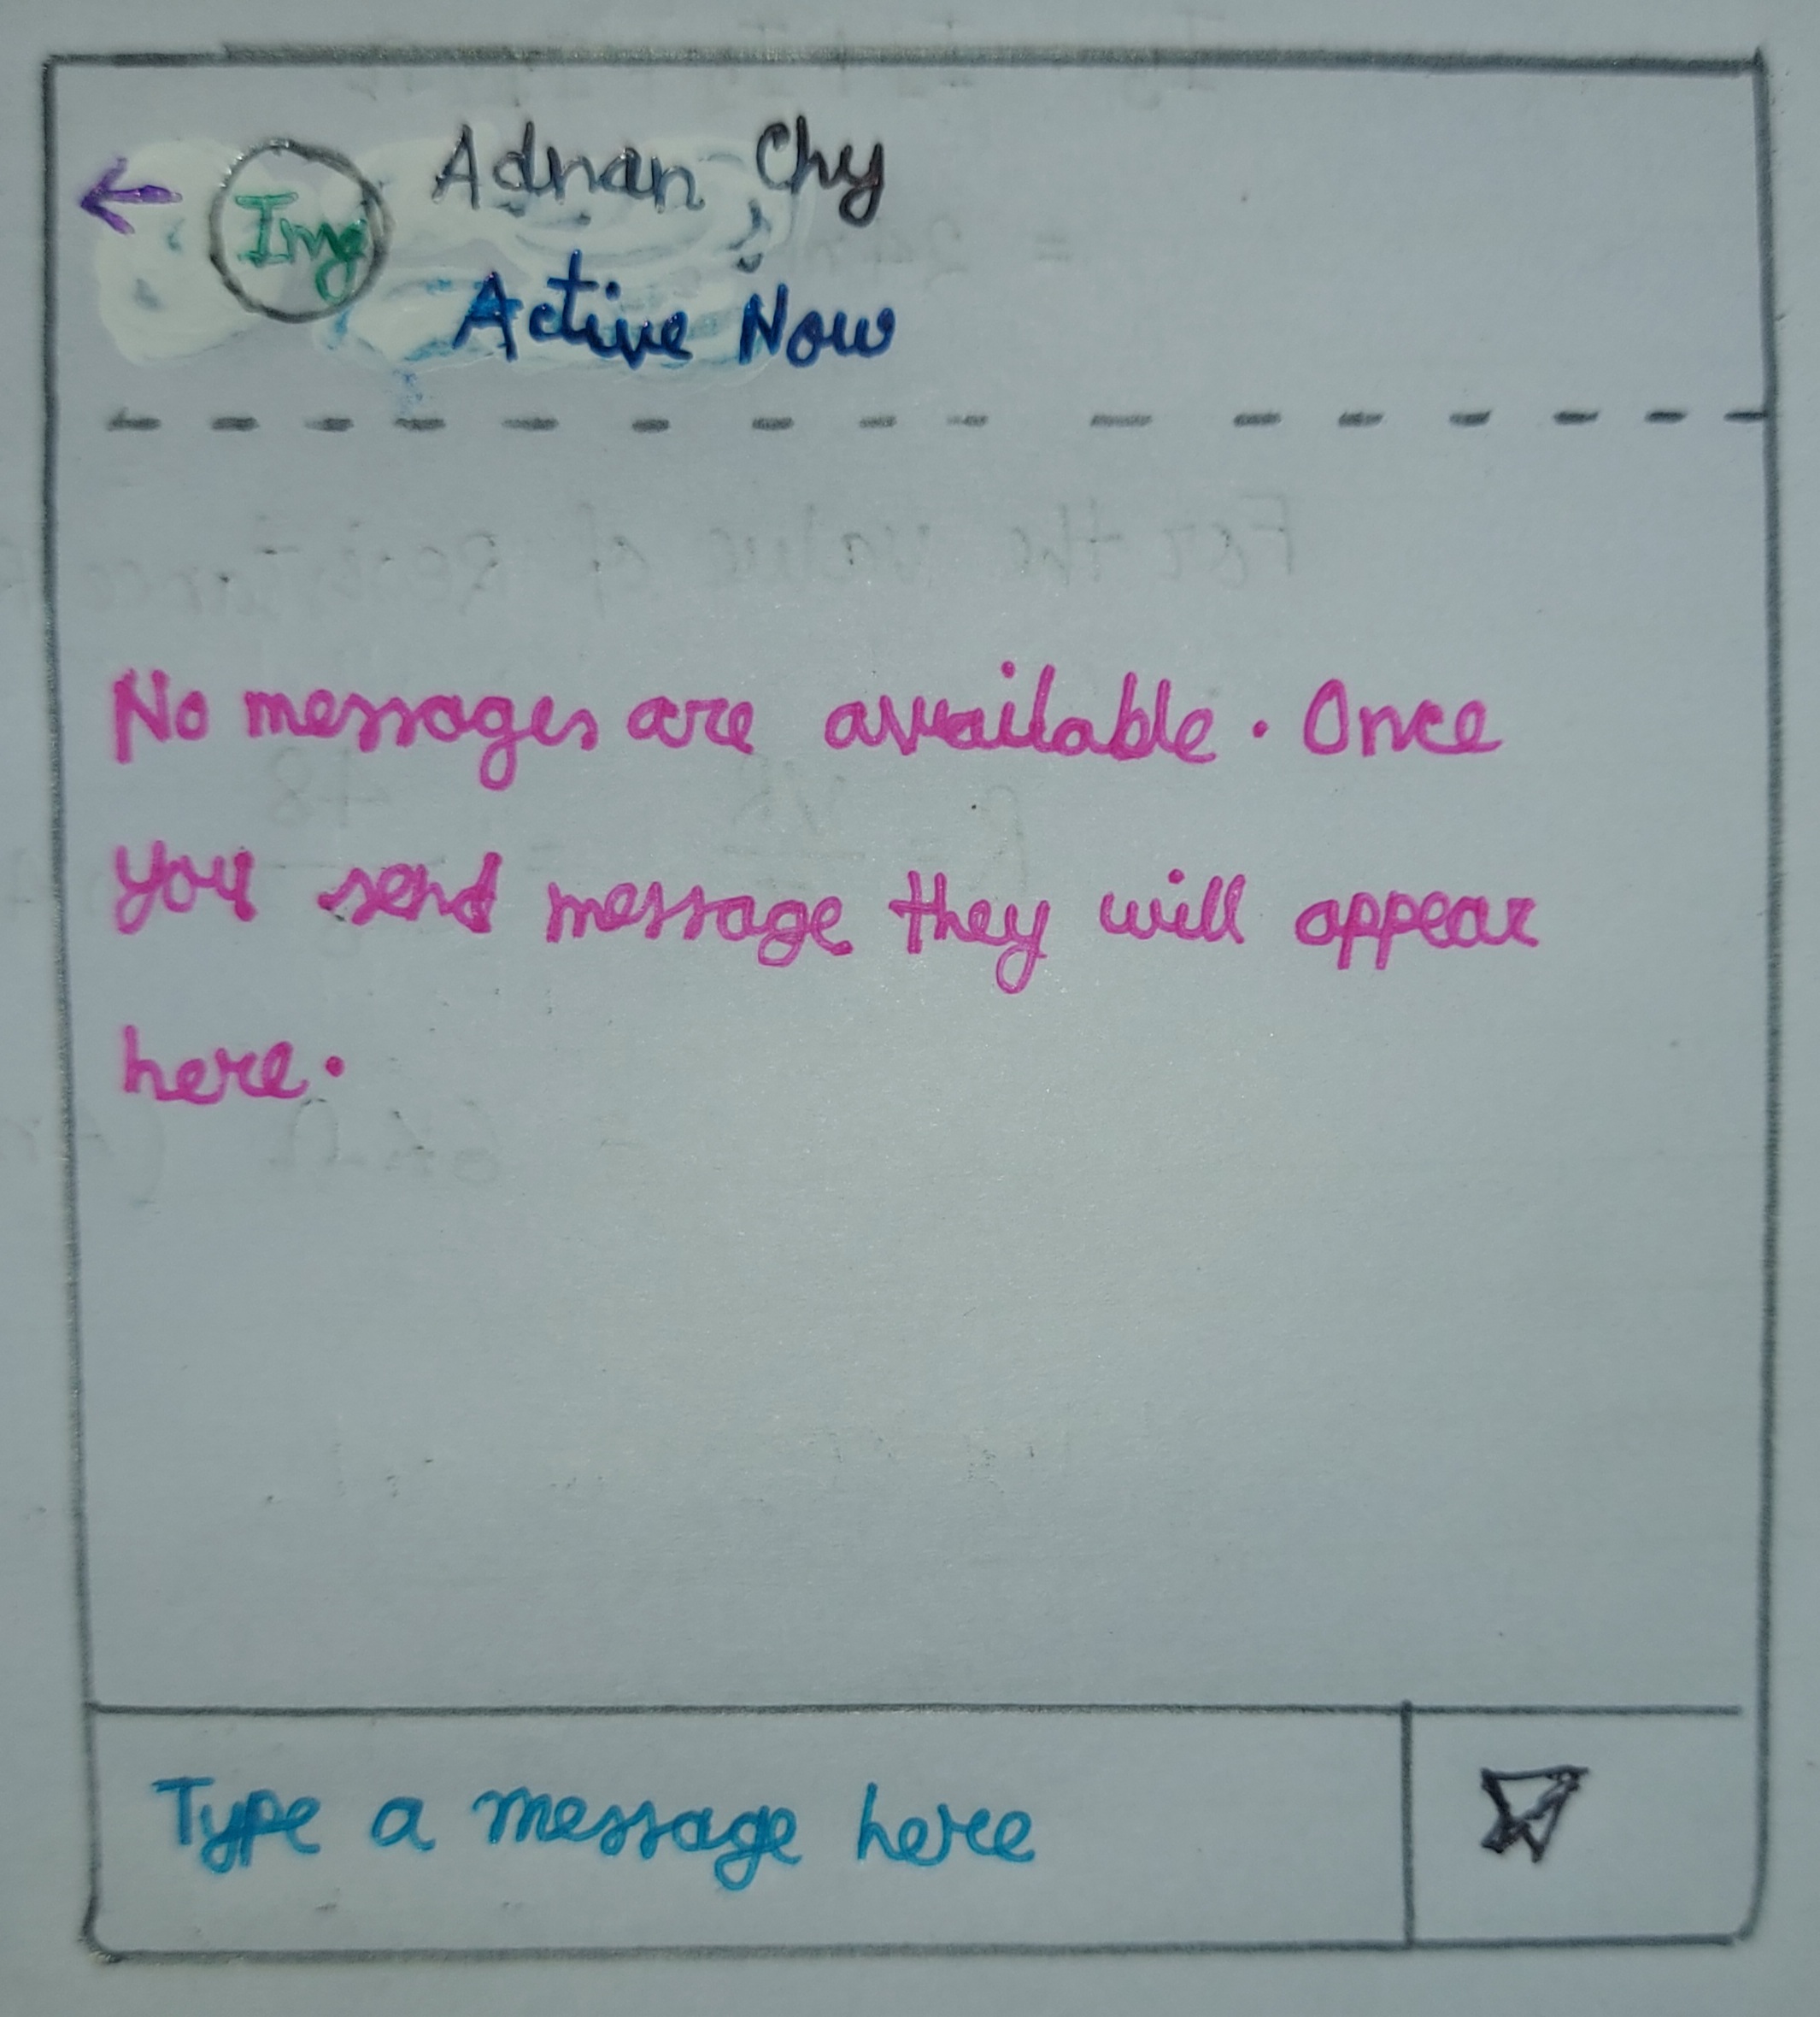 ← Img Adnan Chy
Active Now
No messages are available. Once
you send message they will appear
here.
Type a message here